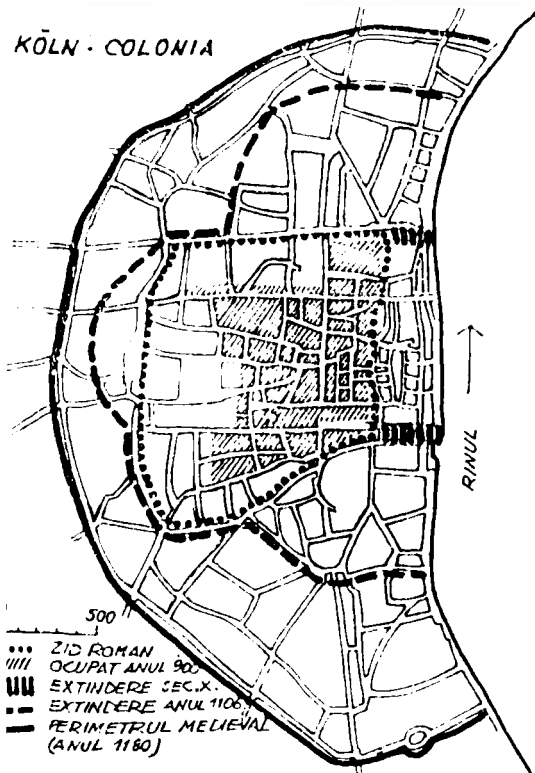 KÖLN · COLONIA
RINUL
500
ZID ROMAN
OCUPAT ANUL 900
EXTINDERE SEC.X.
EXTINDERE ANUL 1106
PERIMETRUL MEDIEVAL
(ANUL 1180)